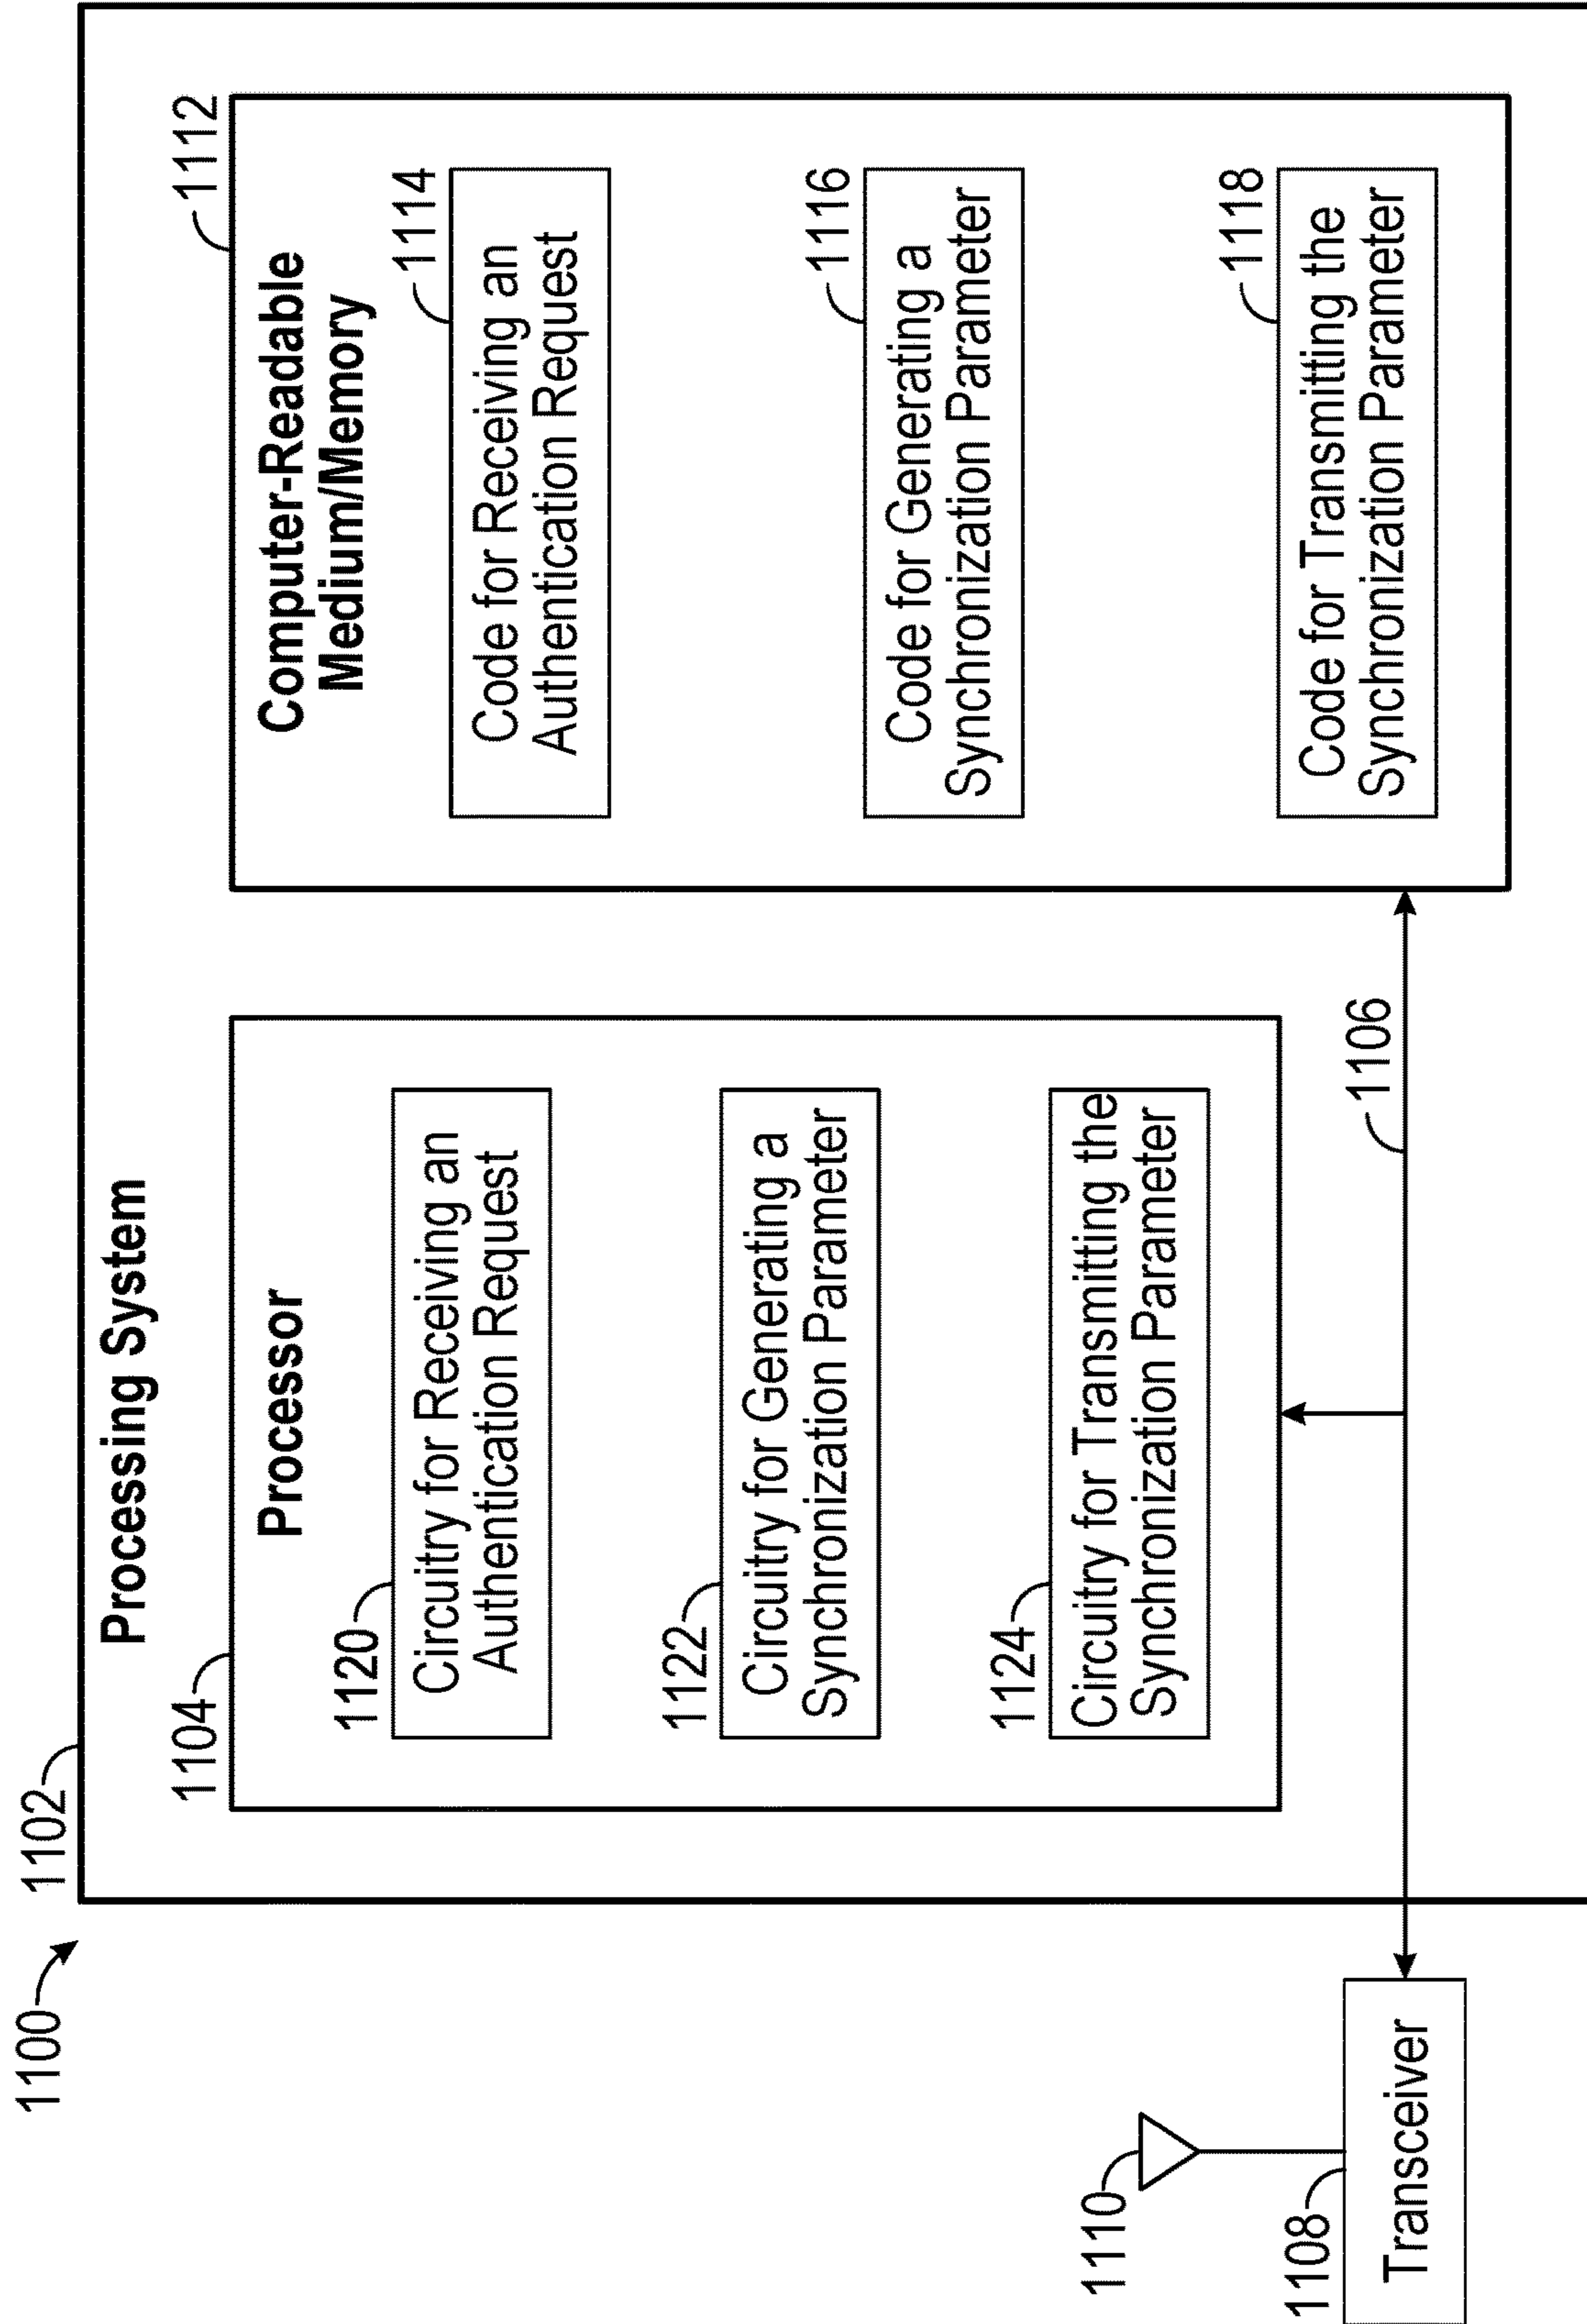 1100
1102
Processing System
1104
Processor
1120
Circuitry for Receiving an
Authentication Request
1122
Circuitry for Generating a
Synchronization Parameter
1124
Circuitry for Transmitting the
Synchronization Parameter
1112
Computer-Readable
Medium/Memory
1114
Code for Receiving an
Authentication Request
1116
Code for Generating a
Synchronization Parameter
1118
Code for Transmitting the
Synchronization Parameter
1106
1110
1108
Transceiver